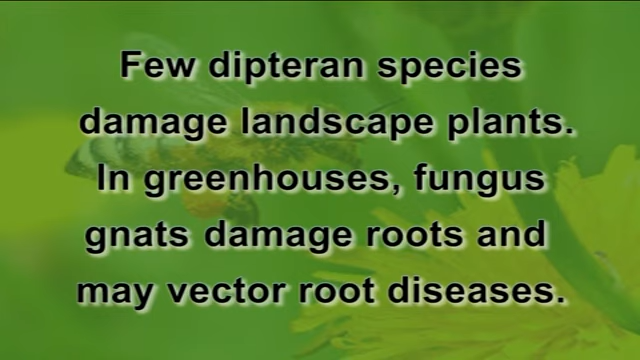 Few dipteran species
damage landscape plants.
In greenhouses, fungus
gnats damage roots and
may vector root diseases.